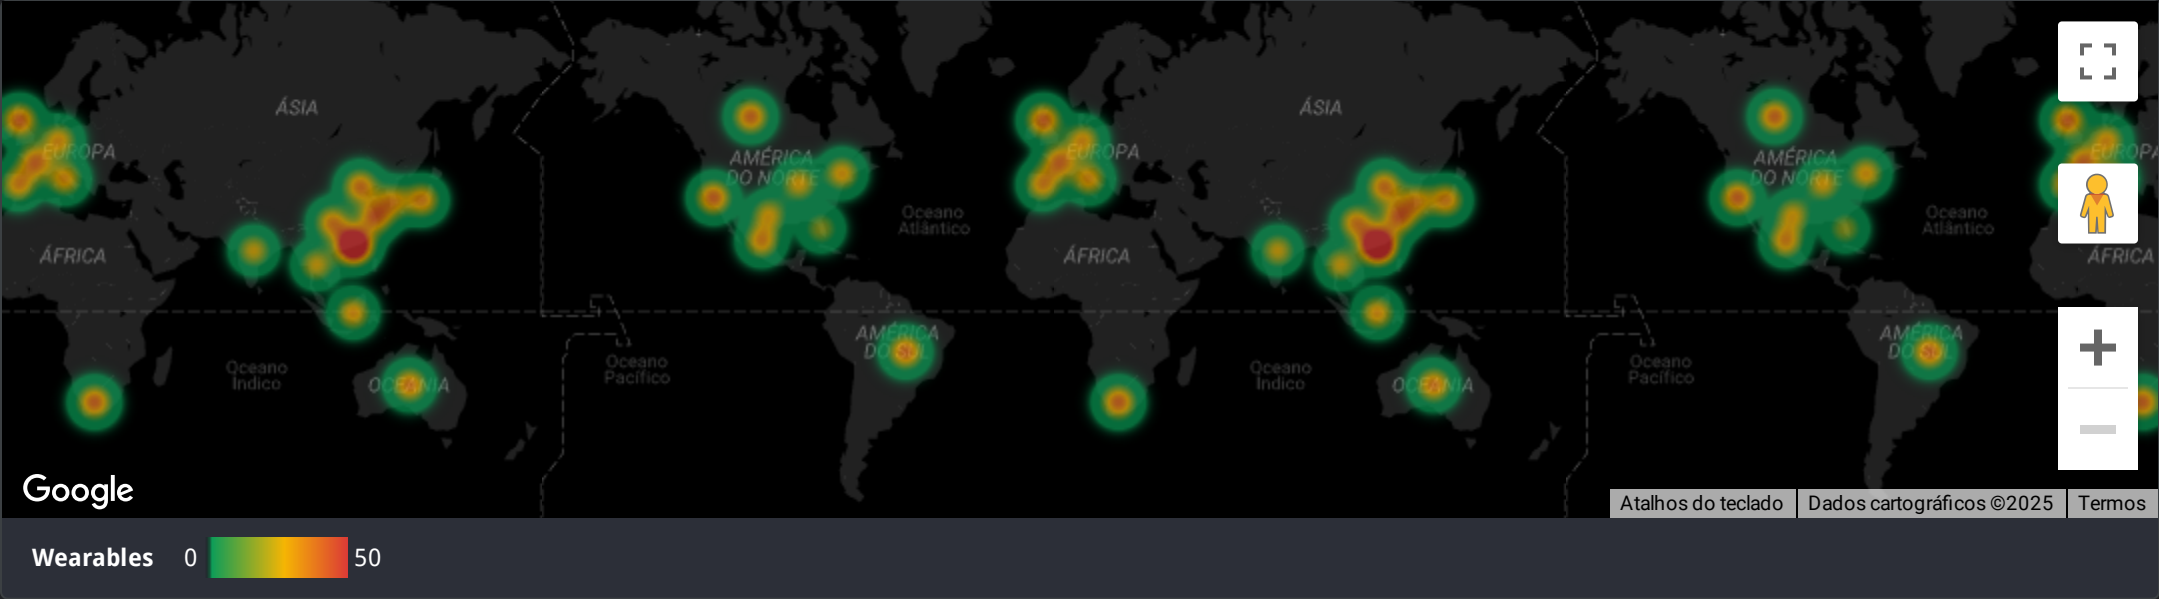 ÁSIA
EUROPA
ÁFRICA
Oceano
Índico
OCEANIA
AMÉRICA
DO NORTE
Oceano
Atlântico
Oceano
Pacífico
AMÉRICA
DO SUL
ÁSIA
EUROPA
ÁFRICA
Oceano
Índico
OCEANIA
AMÉRICA
DO NORTE
Oceano
Atlântico
Oceano
Pacífico
AMÉRICA
DO SUL
EUROPA
ÁFRICA
Google
Atalhos do teclado
Dados cartográficos ©2025
Termos
Wearables 0 50